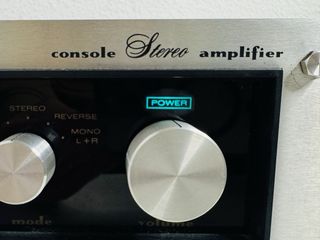 console Stereo amplifier
POWER
STEREO
REVERSE
MONO
L+R
mode
volume